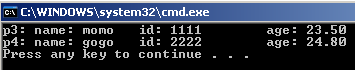 C:\WINDOWS\system32\cmd.exe
p3: name: momo   id: 1111          age: 23.50
p4: name: gogo   id: 2222          age: 24.80
Press any key to continue . . .